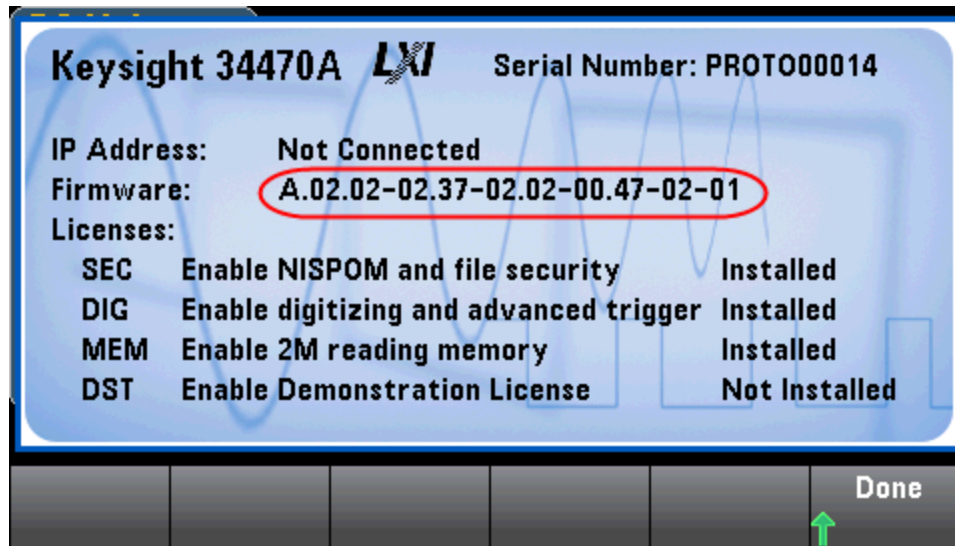 Keysight 34470A LXI Serial Number: PROTO00014
IP Address: Not Connected
Firmware: A.02.02-02.37-02.02-00.47-02-01
Licenses:
SEC Enable NISPOM and file security Installed
DIG Enable digitizing and advanced trigger Installed
MEM Enable 2M reading memory Installed
DST Enable Demonstration License Not Installed
Done